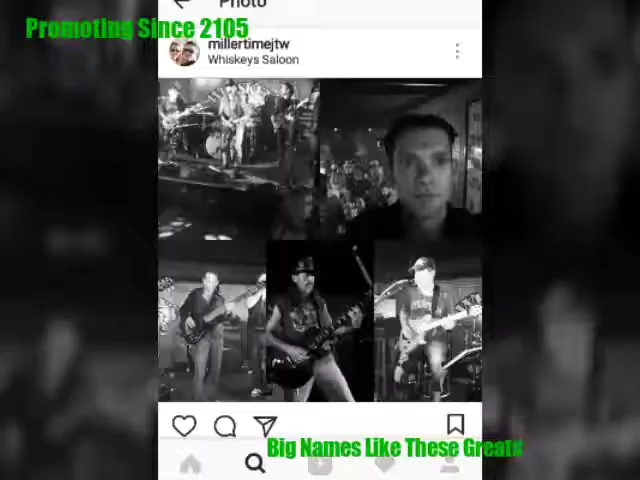 Photo
Promoting Since 2105
millertimejtw
Whiskeys Saloon
Big Names Like These Greats